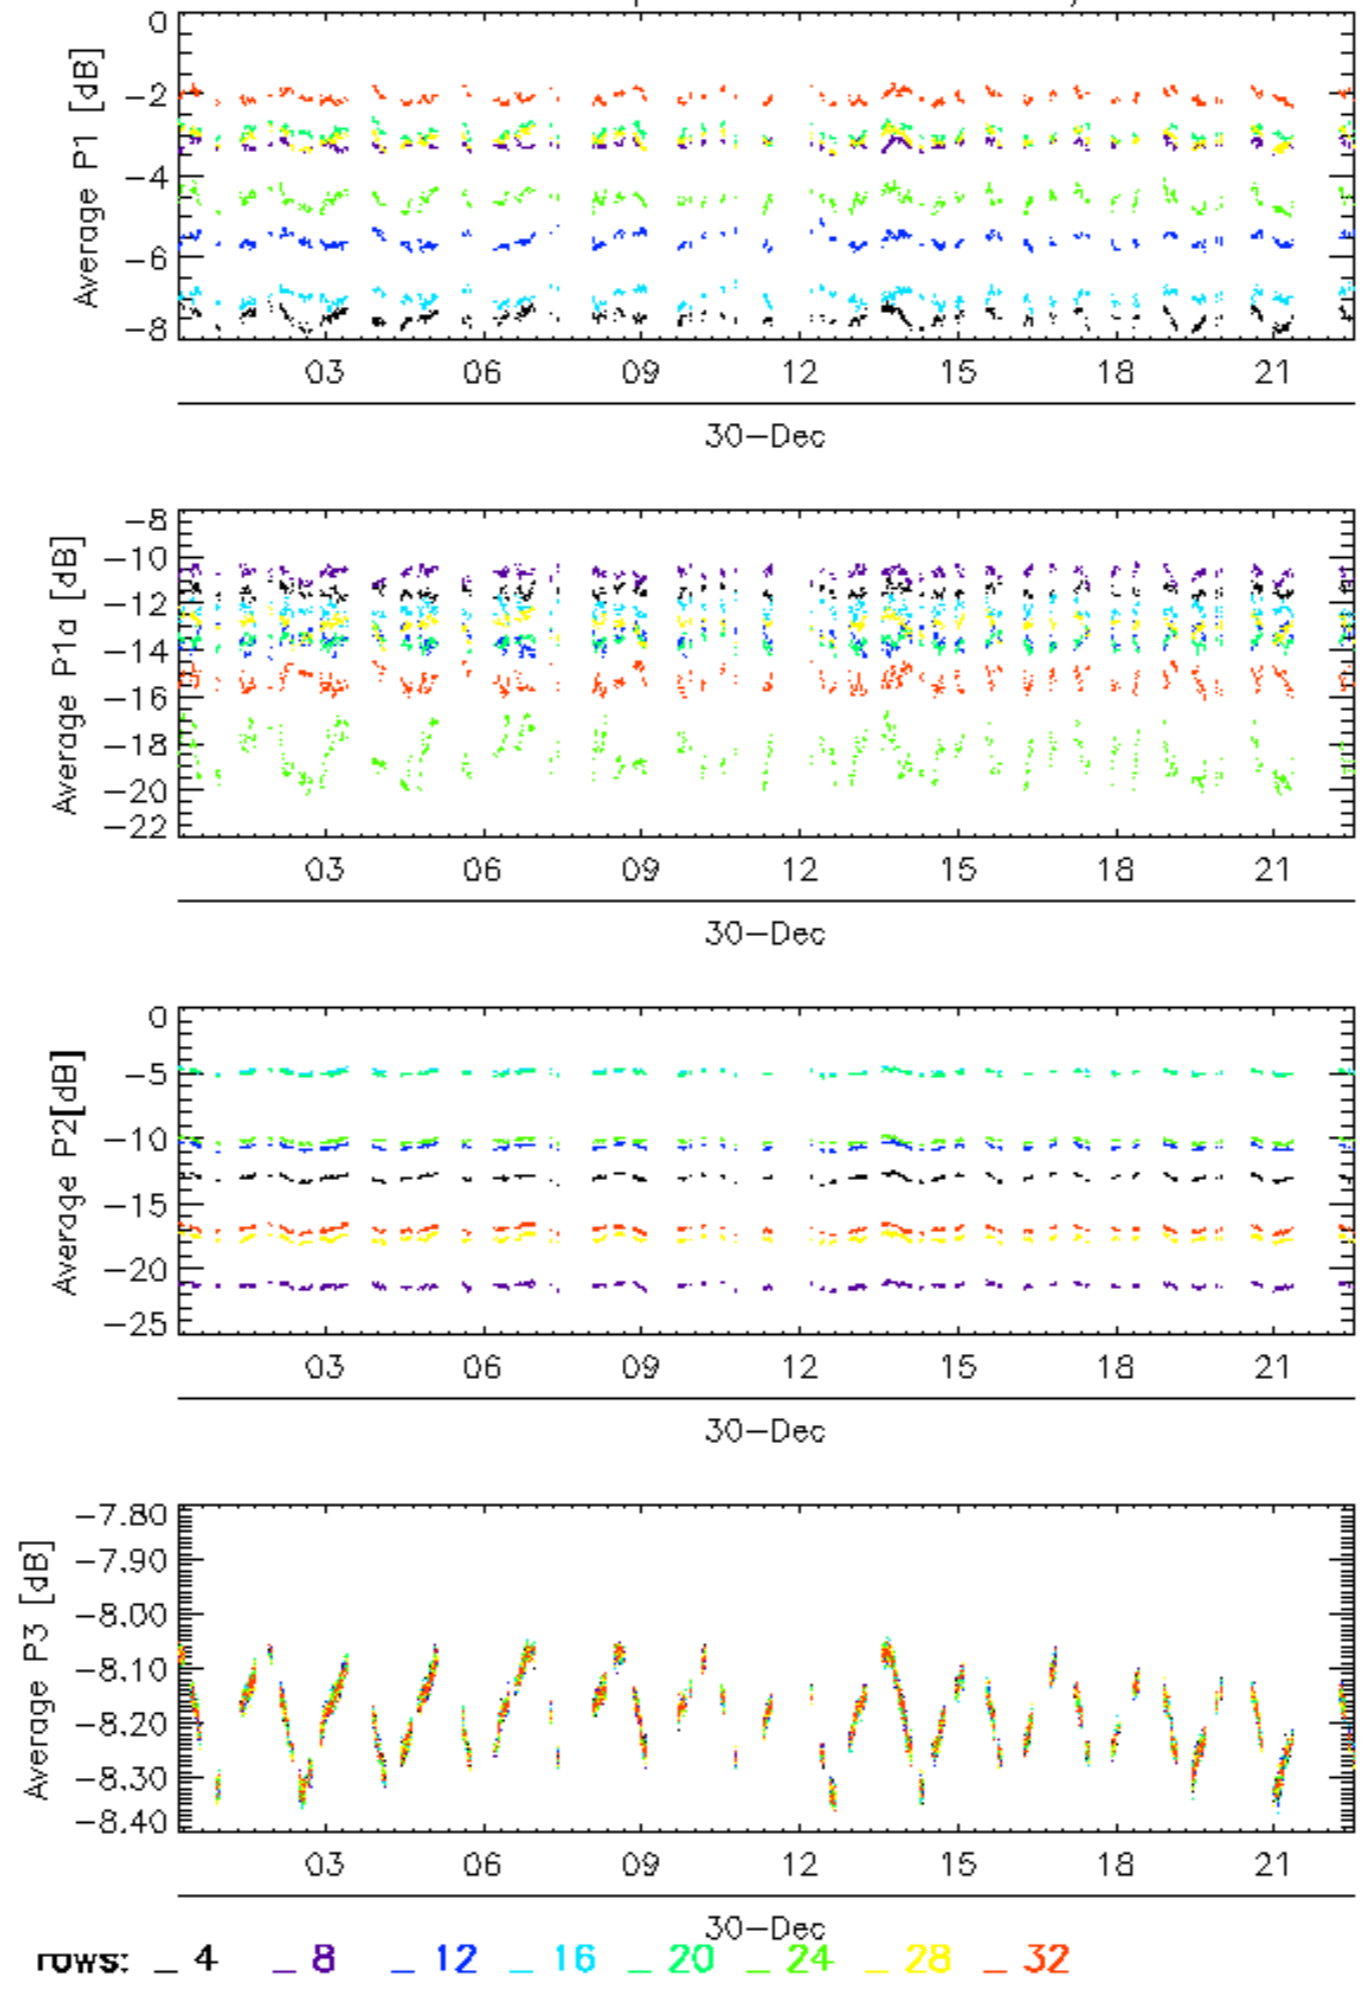 Average P1 [dB]
0
−2
−4
−6
−8
03 06 09 12 15 18 21
30−Dec
Average P1a [dB]
−8
−10
−12
−14
−16
−18
−20
−22
03 06 09 12 15 18 21
30−Dec
Average P2[dB]
0
−5
−10
−15
−20
−25
03 06 09 12 15 18 21
30−Dec
Average P3 [dB]
−7.80
−7.90
−8.00
−8.10
−8.20
−8.30
−8.40
03 06 09 12 15 18 21
30−Dec
rows: _ 4 _ 8 _ 12 _ 16 _ 20 _ 24 _ 28 _ 32